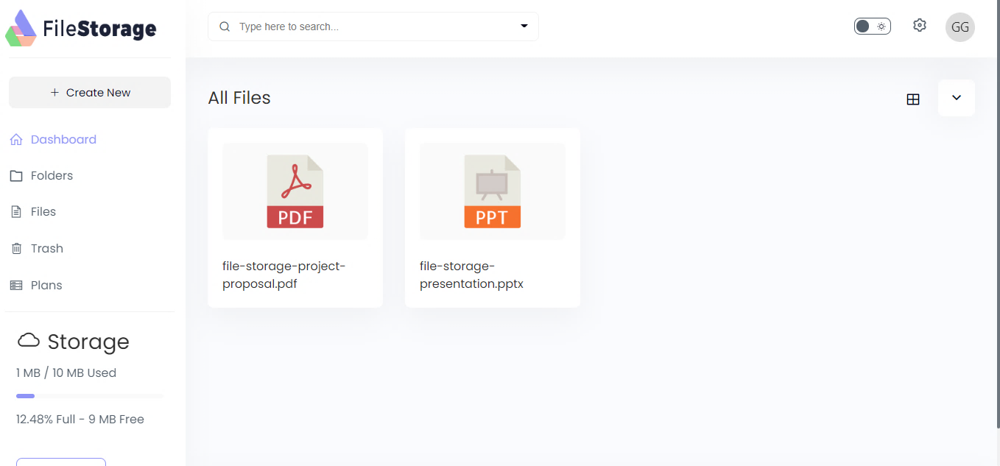 FileStorage
Type here to search...
GG
+ Create New
Dashboard
Folders
Files
Trash
Plans
Storage
1 MB / 10 MB Used
12.48% Full - 9 MB Free
All Files
PDF
file-storage-project-
proposal.pdf
PPT
file-storage-
presentation.pptx